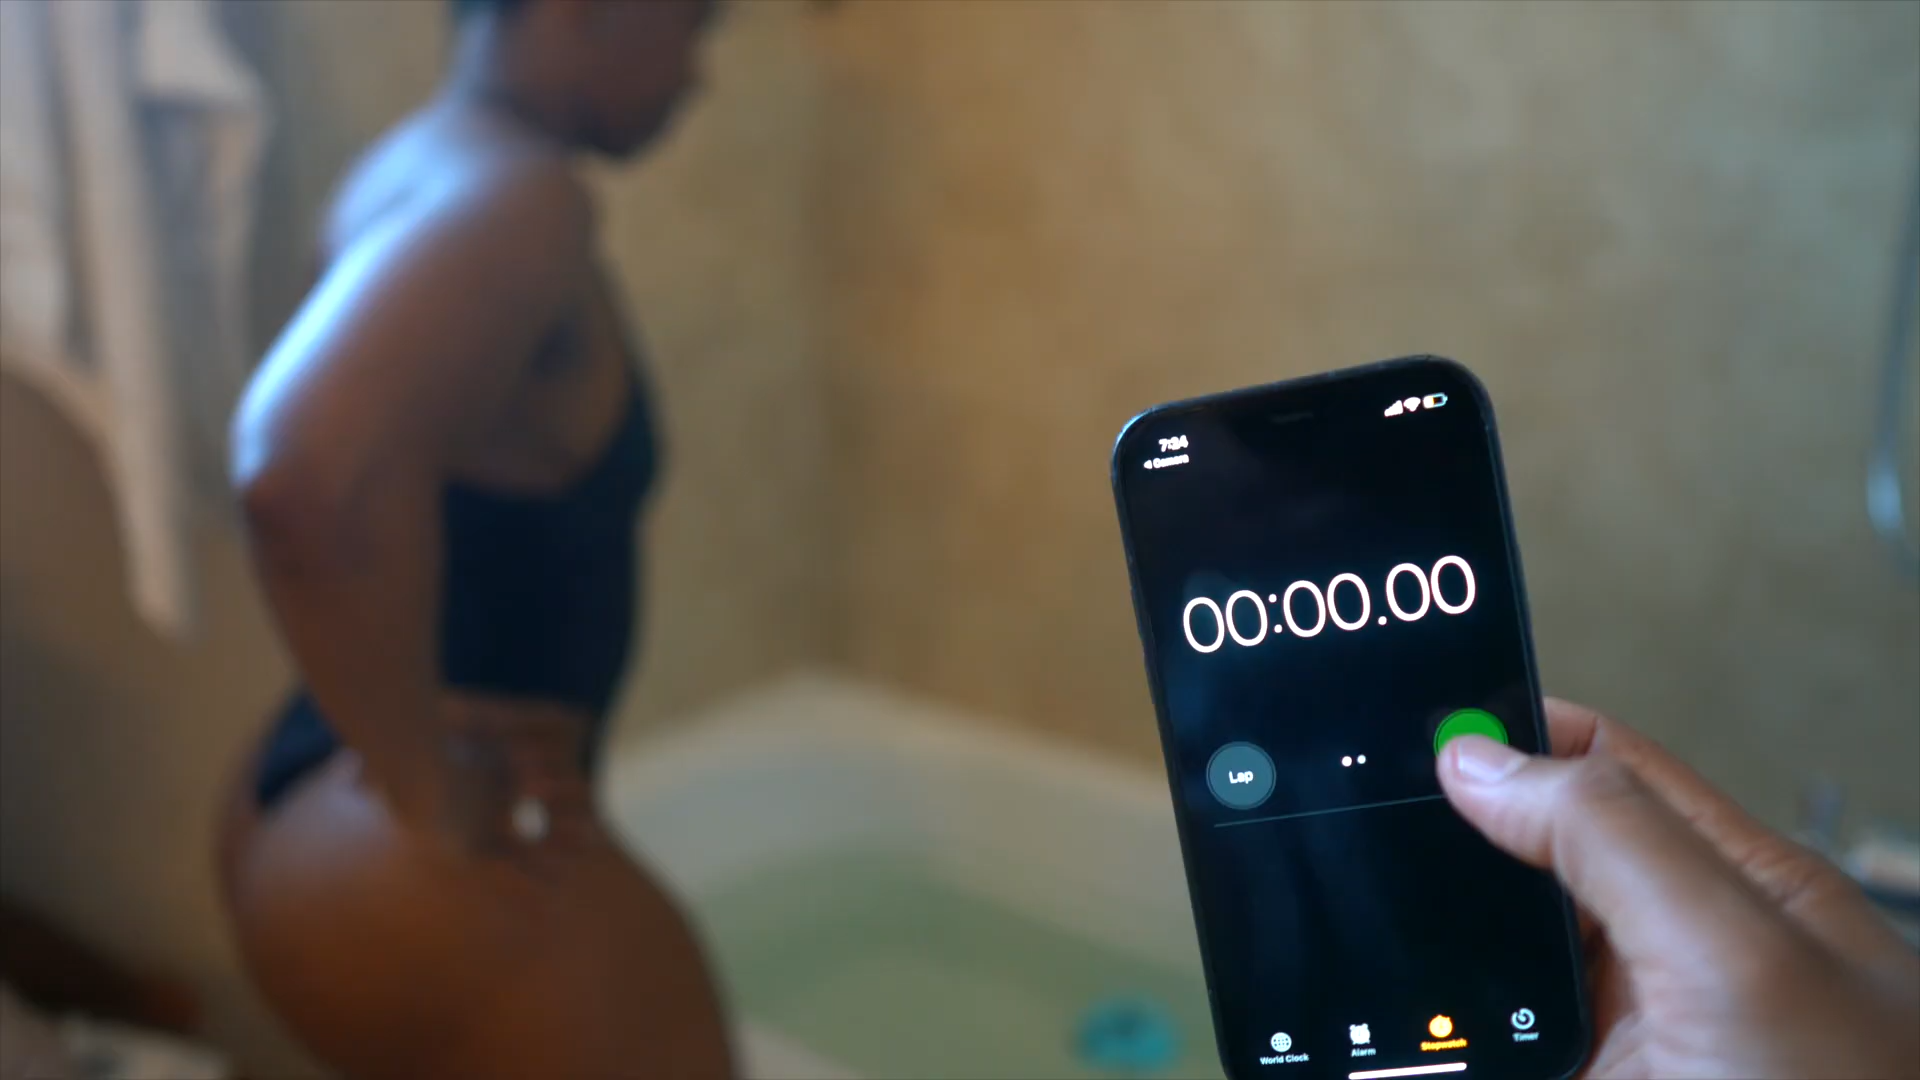 7:34
◀ Camera
00:00.00
Lap
World Clock
Alarm
Stopwatch
Timer